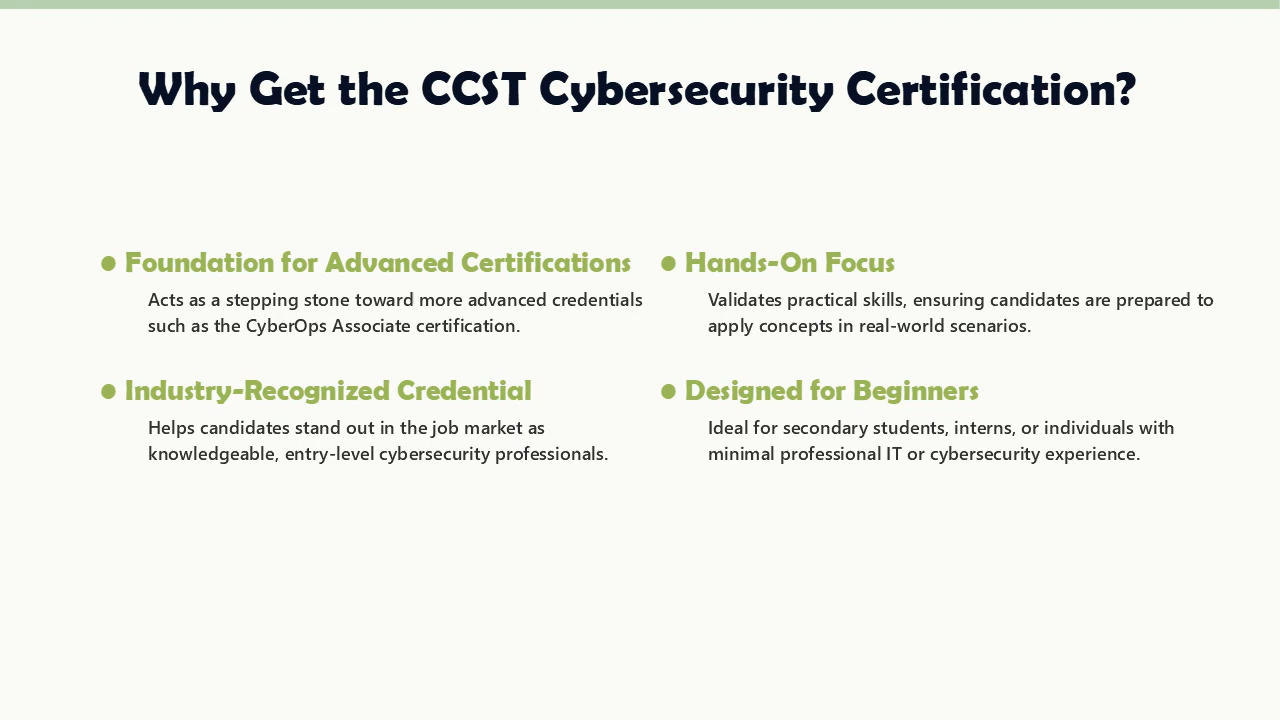 Why Get the CCST Cybersecurity Certification?
● Foundation for Advanced Certifications
Acts as a stepping stone toward more advanced credentials
such as the CyberOps Associate certification.
● Industry-Recognized Credential
Helps candidates stand out in the job market as
knowledgeable, entry-level cybersecurity professionals.
● Hands-On Focus
Validates practical skills, ensuring candidates are prepared to
apply concepts in real-world scenarios.
● Designed for Beginners
Ideal for secondary students, interns, or individuals with
minimal professional IT or cybersecurity experience.